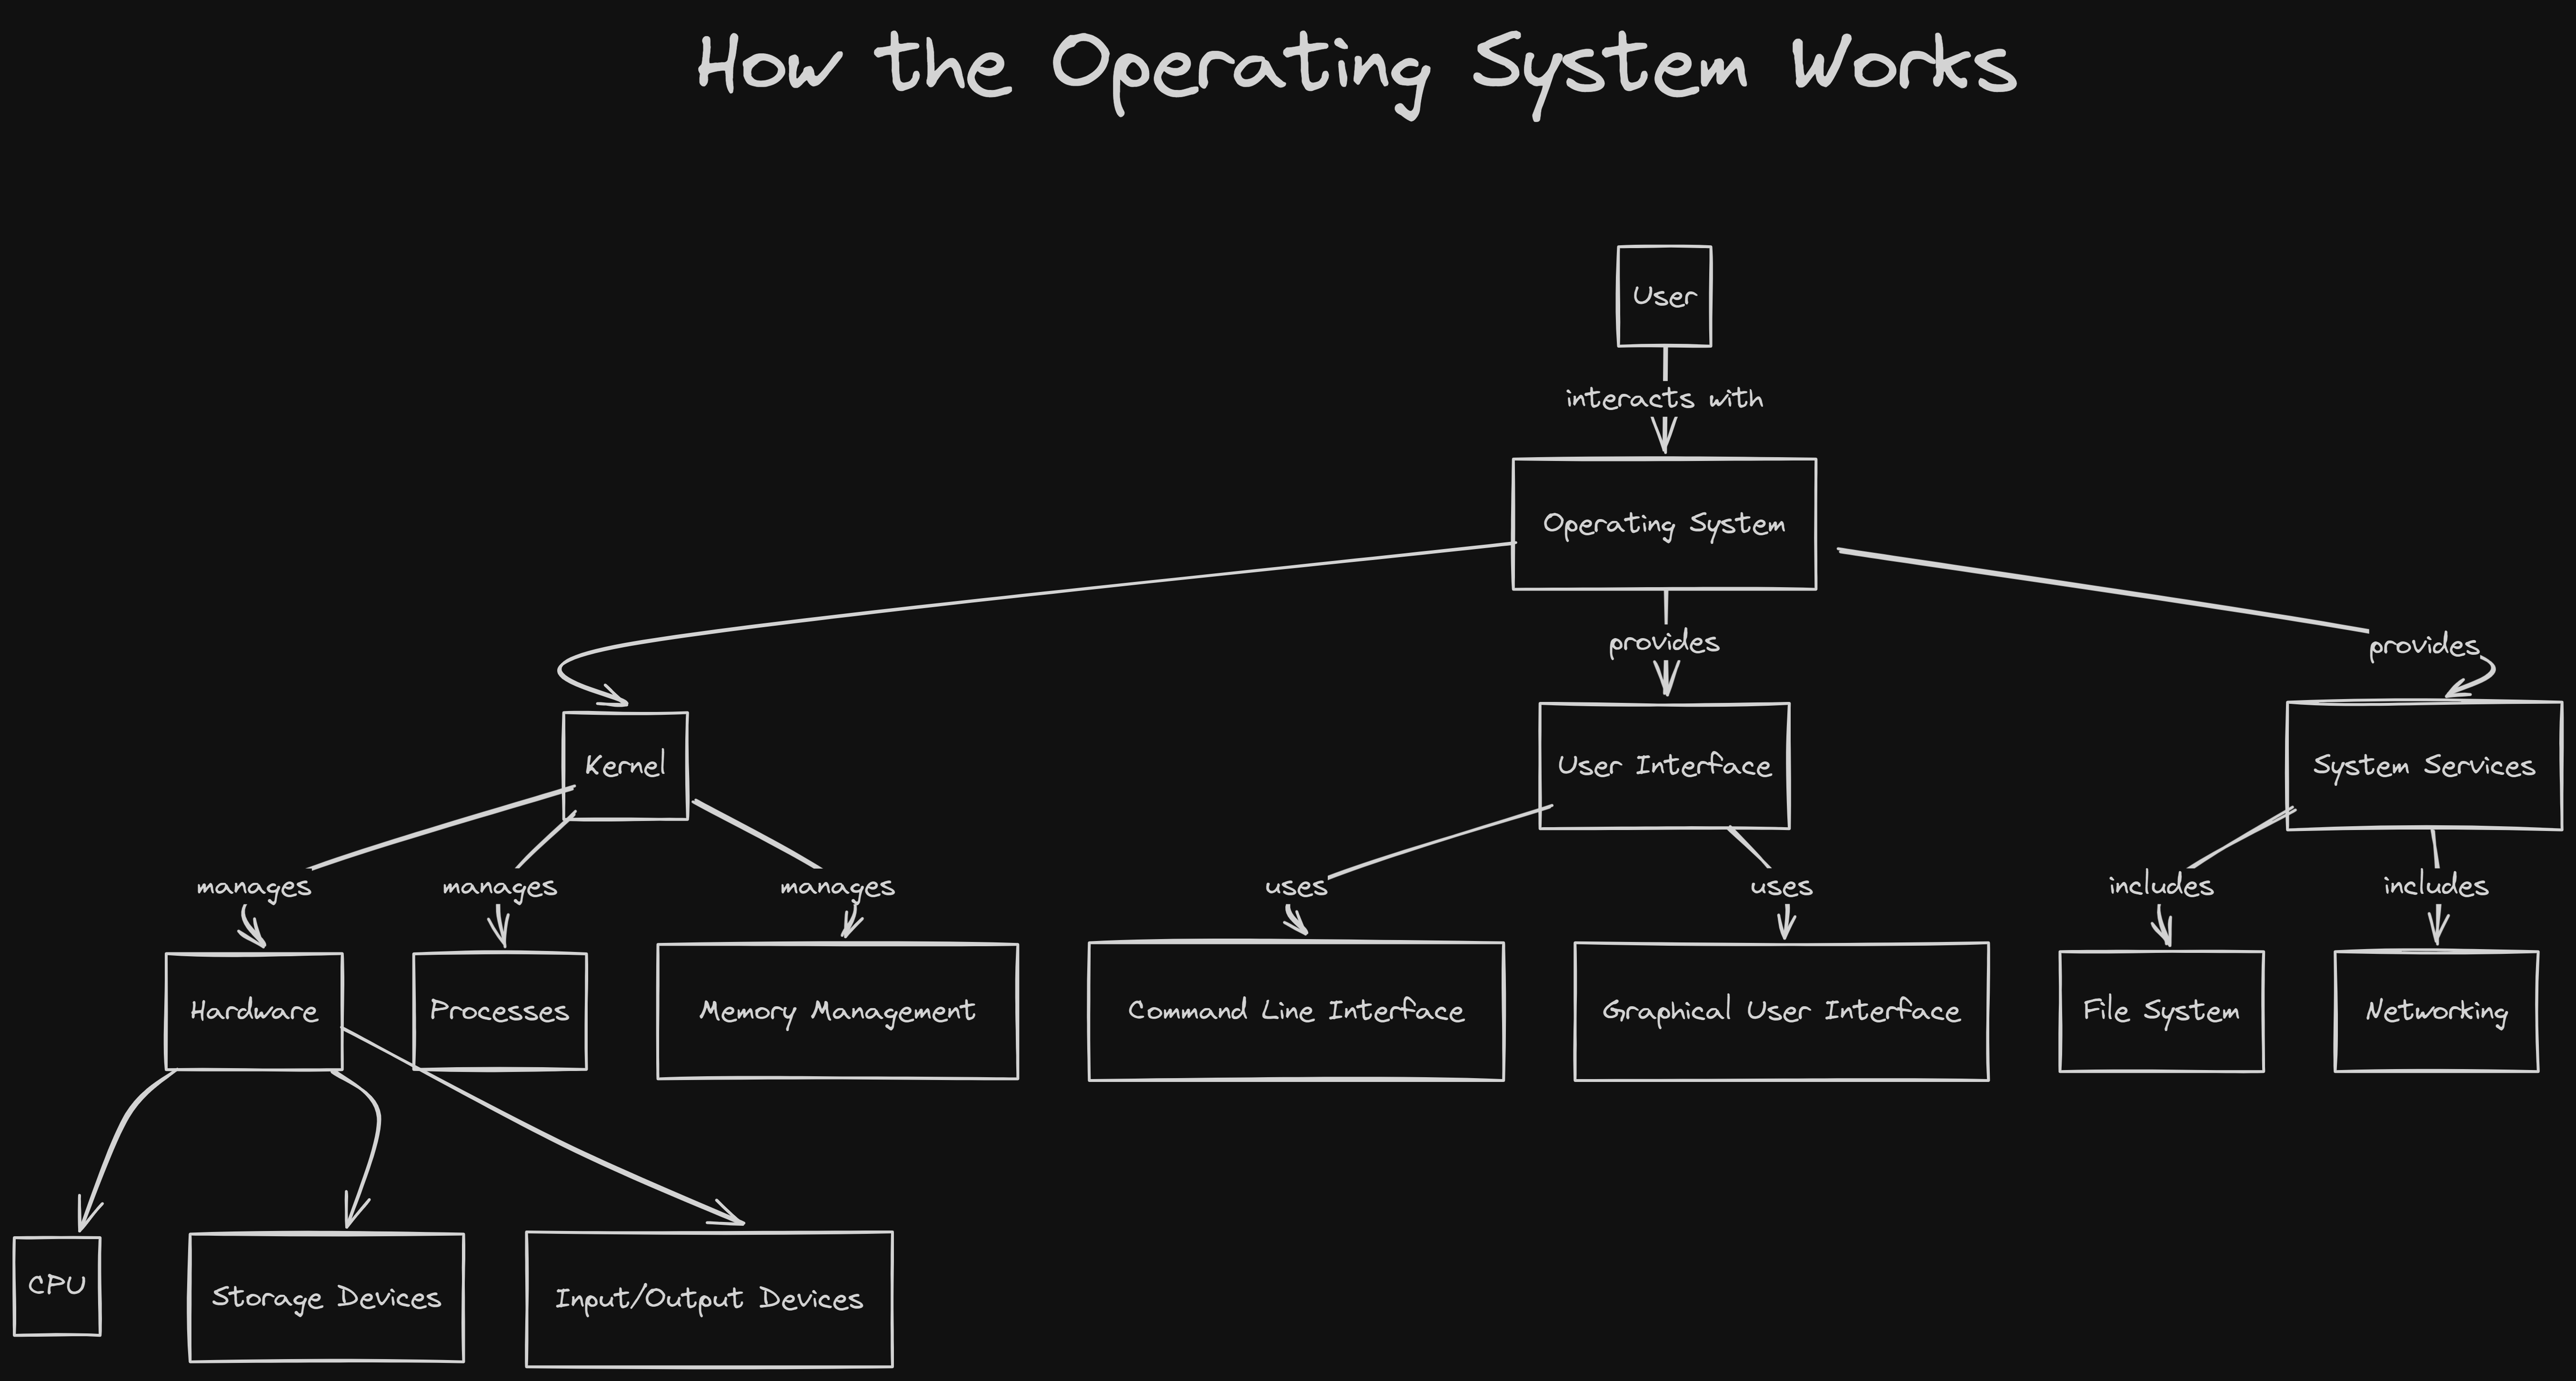 How the Operating System Works
User
interacts with
Operating System
provides
provides
Kernel
User Interface
System Services
manages
manages
manages
uses
uses
includes
includes
Hardware
Processes
Memory Management
Command Line Interface
Graphical User Interface
File System
Networking
CPU
Storage Devices
Input/Output Devices